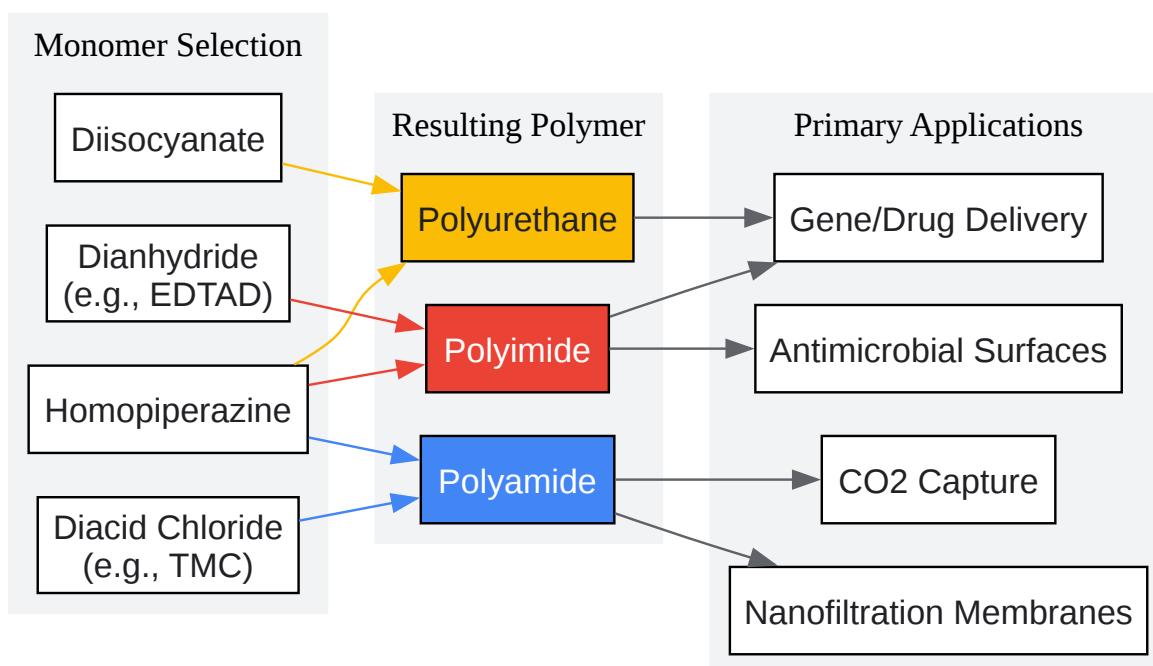 Monomer Selection
Diisocyanate
Dianhydride
(e.g., EDTAD)
Homopiperazine
Diacid Chloride
(e.g., TMC)
Resulting Polymer
Polyurethane
Polyimide
Polyamide
Primary Applications
Gene/Drug Delivery
Antimicrobial Surfaces
CO2 Capture
Nanofiltration Membranes